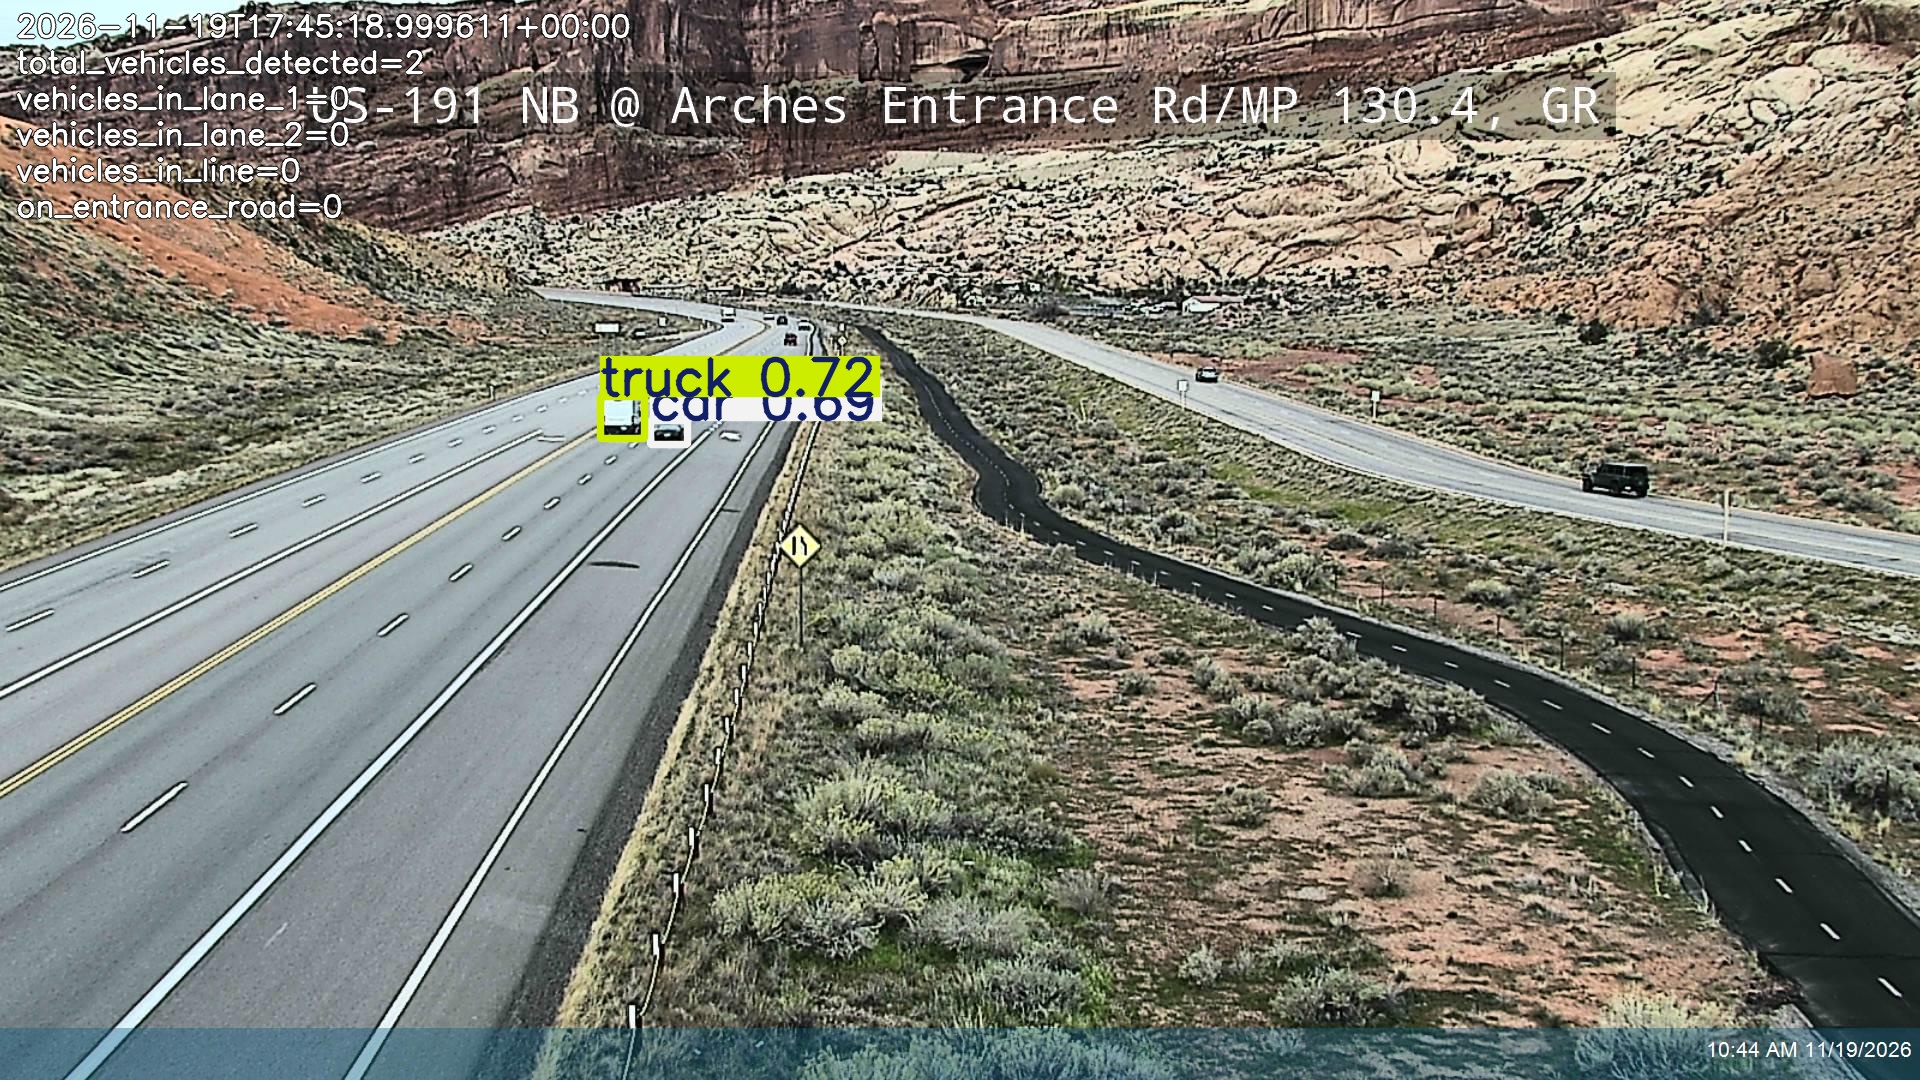 2026-11-19T17:45:18.999611+00:00
total_vehicles_detected=2
vehicles_in_lane_1=0
US-191 NB @ Arches Entrance Rd/MP 130.4, GR
vehicles_in_lane_2=0
vehicles_in_line=0
on_entrance_road=0
truck 0.72
car 0.69
10:44 AM 11/19/2026